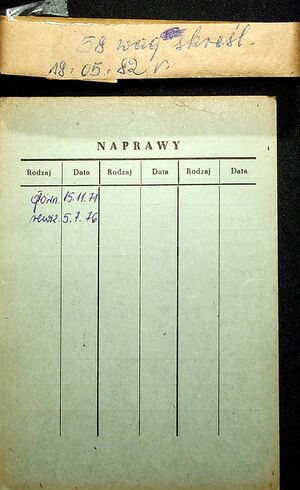 58 wag skreśl.
18.05.82 r.
NAPRAWY
Rodzaj Data Rodzaj Data Rodzaj Data
15.11.71
rewiz. 5.7.76